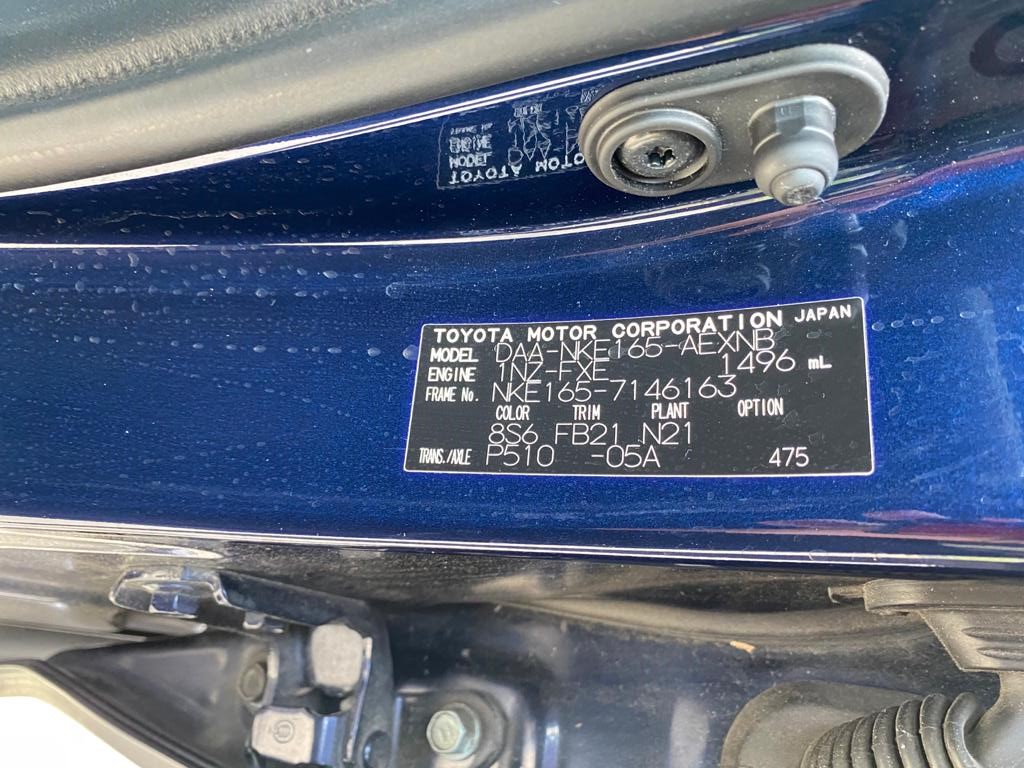 TOYOTA MOTOR CORPORATION JAPAN
MODEL DAA-NKE165-AEXNB
ENGINE 1NZ-FXE 1496 mL
FRAME No. NKE165-7146163
COLOR TRIM PLANT OPTION
8S6 FB21 N21
TRANS./AXLE P510 -05A 475